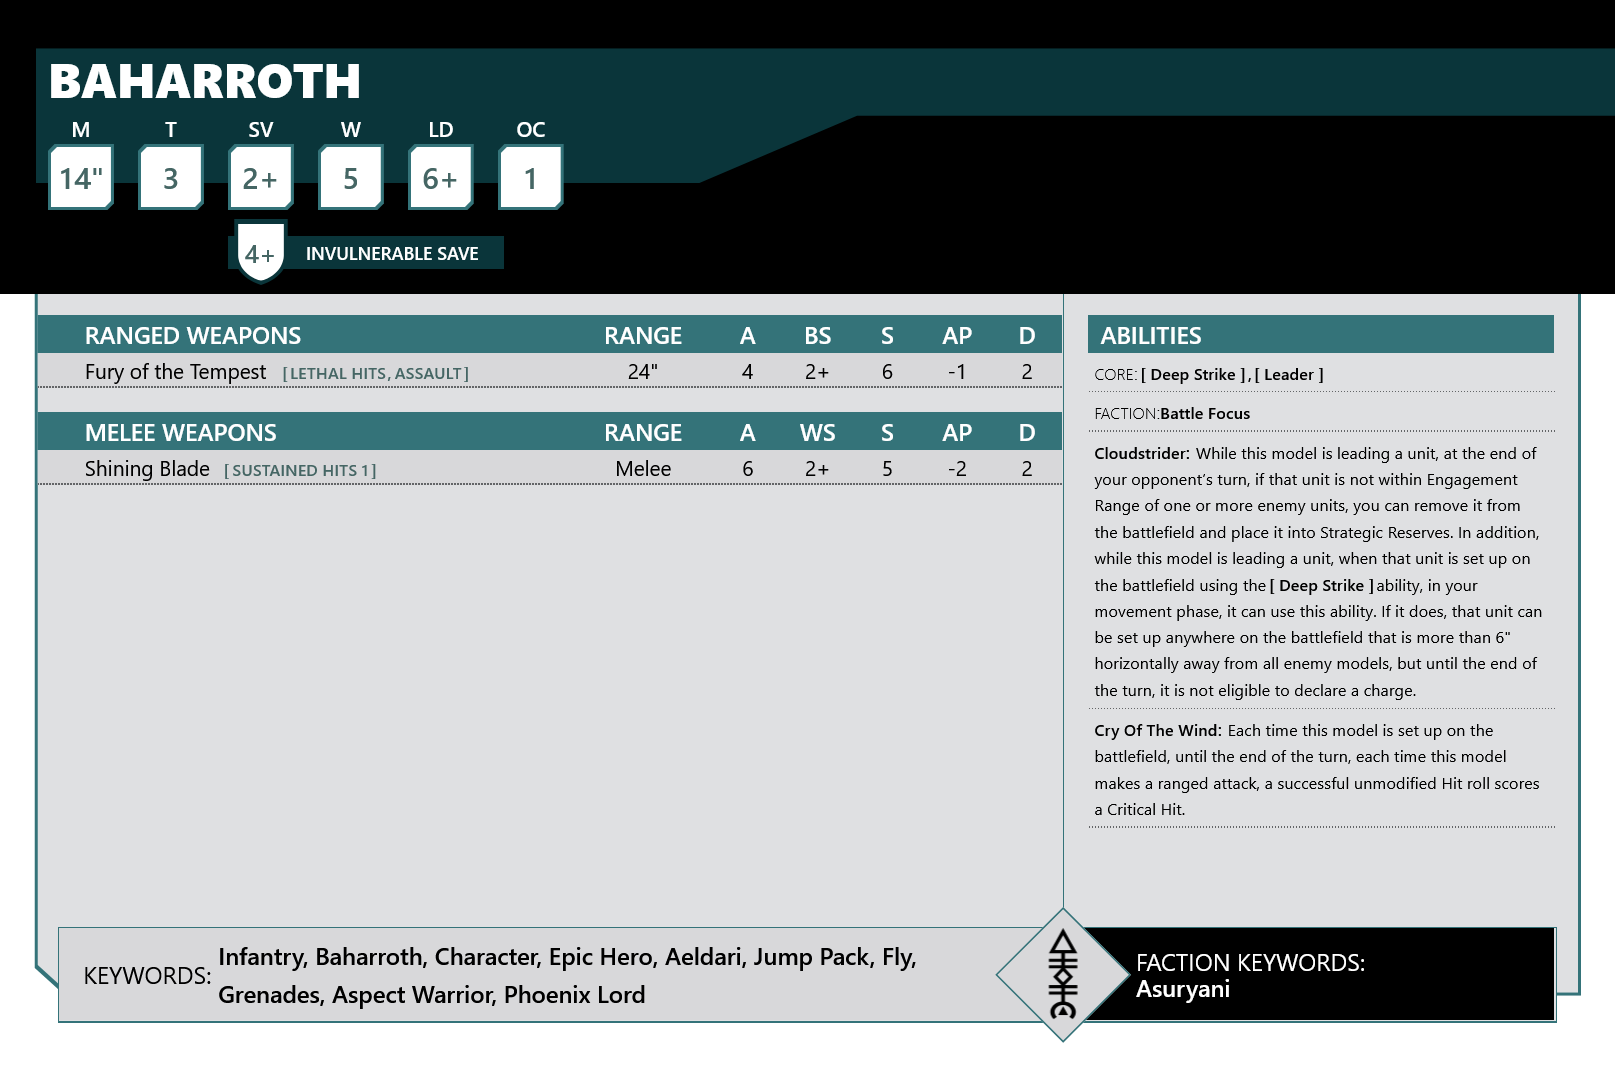 BAHARROTH
M T SV W LD OC
14" 3 2+ 5 6+ 1
4+ INVULNERABLE SAVE
RANGED WEAPONS RANGE A BS S AP D
Fury of the Tempest [LETHAL HITS, ASSAULT] 24" 4 2+ 6 -1 2
MELEE WEAPONS RANGE A WS S AP D
Shining Blade [SUSTAINED HITS 1] Melee 6 2+ 5 -2 2
ABILITIES
CORE: [ Deep Strike ], [ Leader ]
FACTION:Battle Focus
Cloudstrider: While this model is leading a unit, at the end of
your opponent's turn, if that unit is not within Engagement
Range of one or more enemy units, you can remove it from
the battlefield and place it into Strategic Reserves. In addition,
while this model is leading a unit, when that unit is set up on
the battlefield using the [ Deep Strike ] ability, in your
movement phase, it can use this ability. If it does, that unit can
be set up anywhere on the battlefield that is more than 6"
horizontally away from all enemy models, but until the end of
the turn, it is not eligible to declare a charge.
Cry Of The Wind: Each time this model is set up on the
battlefield, until the end of the turn, each time this model
makes a ranged attack, a successful unmodified Hit roll scores
a Critical Hit.
KEYWORDS: Infantry, Baharroth, Character, Epic Hero, Aeldari, Jump Pack, Fly,
Grenades, Aspect Warrior, Phoenix Lord
FACTION KEYWORDS:
Asuryani